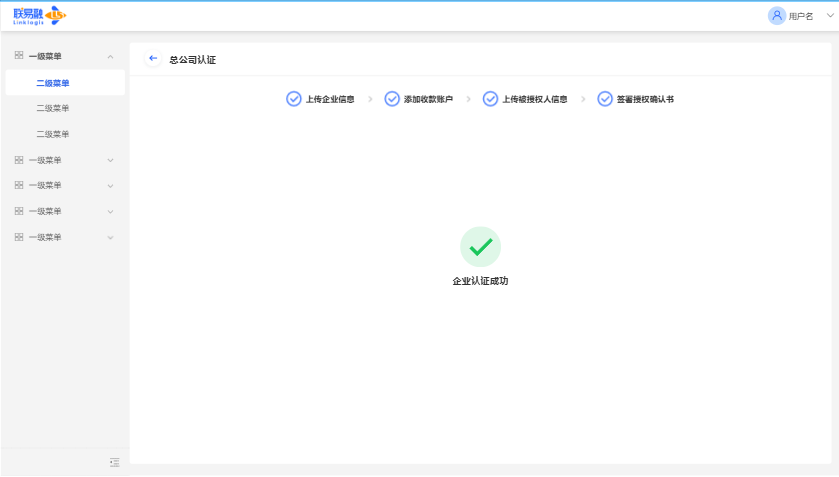 联易融
Linklogis
用户名
一级菜单
二级菜单
二级菜单
二级菜单
一级菜单
一级菜单
一级菜单
一级菜单
总公司认证
上传企业信息 添加收款账户 上传被授权人信息 签署授权确认书
企业认证成功